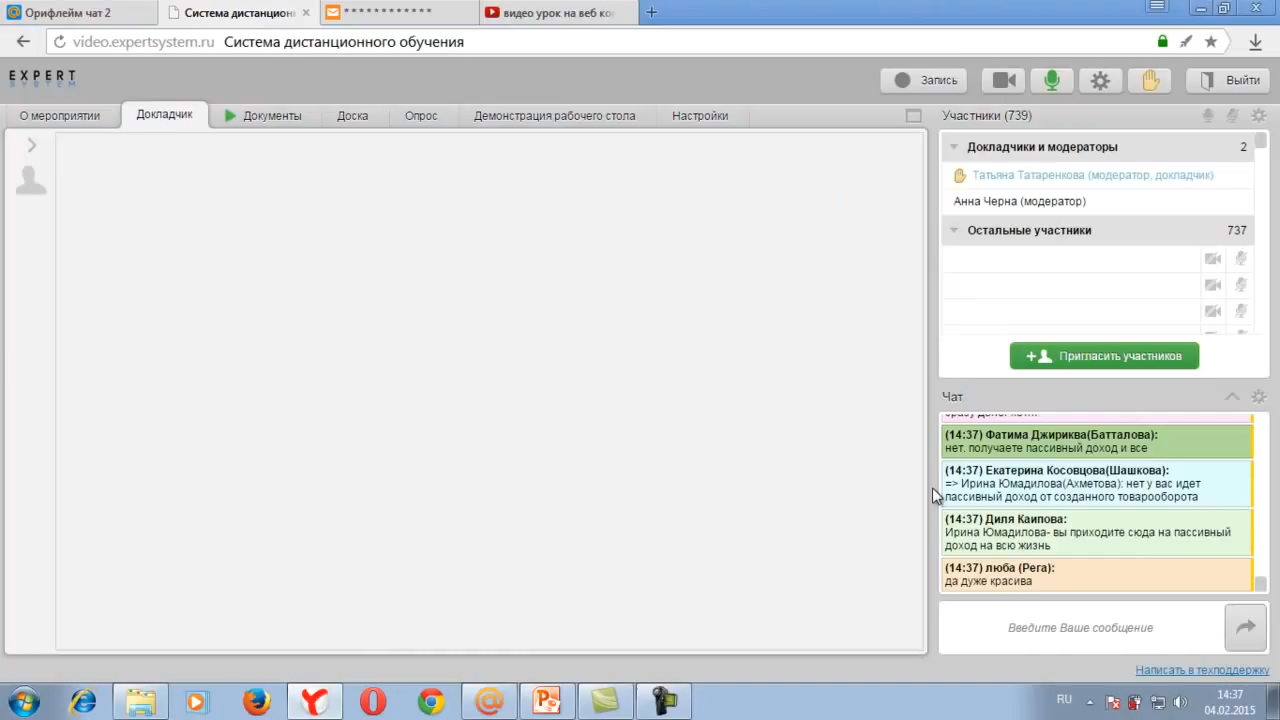 Орифлейм чат 2
Система дистанцион
* * * * * * * * * * * *
видео урок на веб ко
video.expertsystem.ru Система дистанционного обучения
EXPERT
SYSTEM
Запись
Выйти
О мероприятии
Докладчик
Документы
Доска
Опрос
Демонстрация рабочего стола
Настройки
Участники (739)
Докладчики и модераторы 2
Татьяна Татаренкова (модератор, докладчик)
Анна Черна (модератор)
Остальные участники 737
Пригласить участников
Чат
(14:37) Фатима Джириква(Батталова):
нет. получаете пассивный доход и все
(14:37) Екатерина Косовцова(Шашкова):
=> Ирина Юмадилова(Ахметова): нет у вас идет
пассивный доход от созданного товарооборота
(14:37) Диля Каипова:
Ирина Юмадилова- вы приходите сюда на пассивный
доход на всю жизнь
(14:37) люба (Рега):
да дуже красива
Введите Ваше сообщение
Написать в техподдержку
RU
14:37
04.02.2015